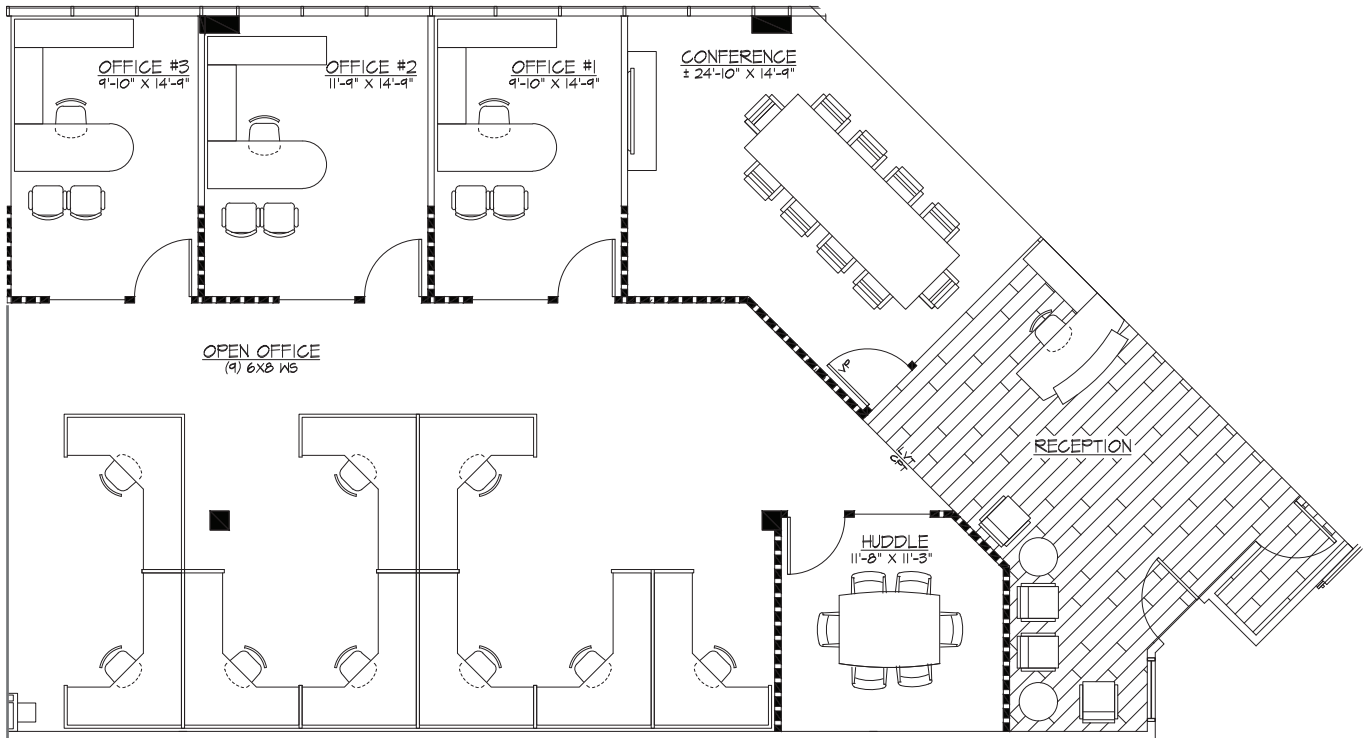 OFFICE #3
9'-10" X 14'-9"
OFFICE #2
11'-9" X 14'-9"
OFFICE #1
9'-10" X 14'-9"
CONFERENCE
± 24'-10" X 14'-9"
OPEN OFFICE
(9) 6X8 WS
VP
RECEPTION
LVT
CPT
HUDDLE
11'-8" X 11'-3"